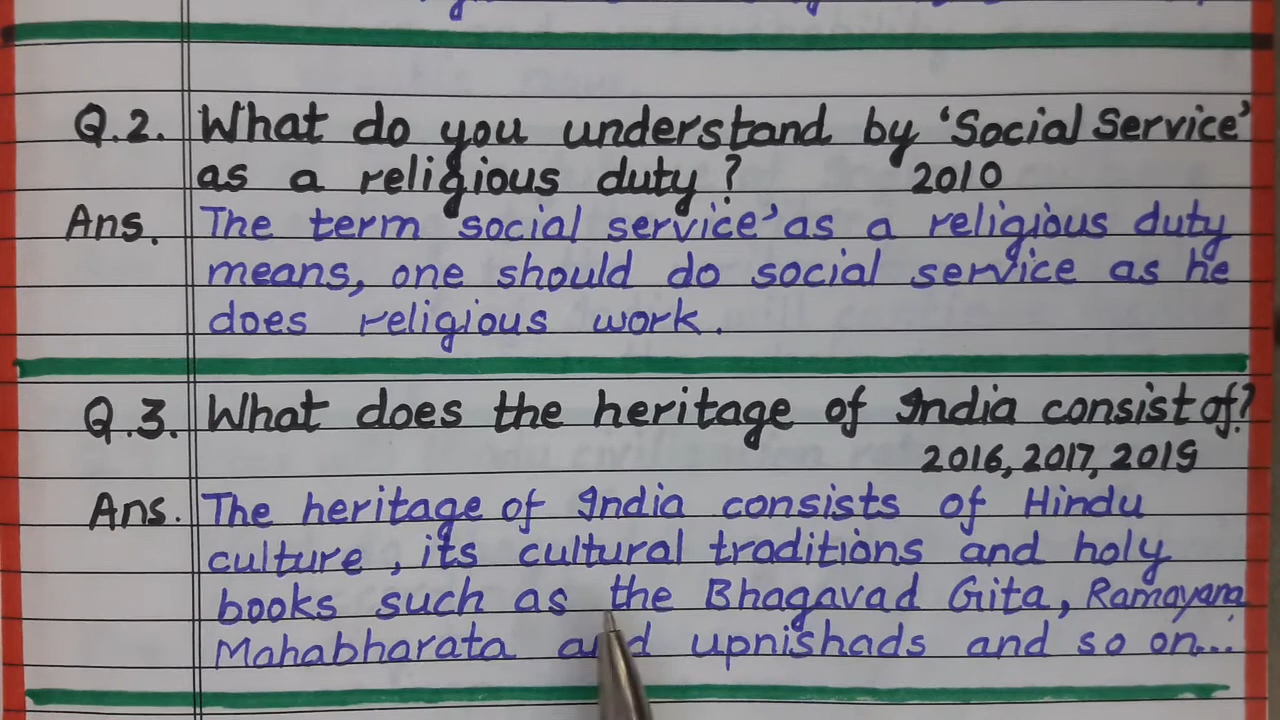 Q.2. What do you understand by 'Social Service'
as a religious duty? 2010
Ans. The term 'social service' as a religious duty
means, one should do social service as he
does religious work.
Q.3. What does the heritage of India consist of?
2016, 2017, 2019
Ans. The heritage of India consists of Hindu
culture, its cultural traditions and holy
books such as the Bhagavad Gita, Ramayana
Mahabharata and upnishads and so on...